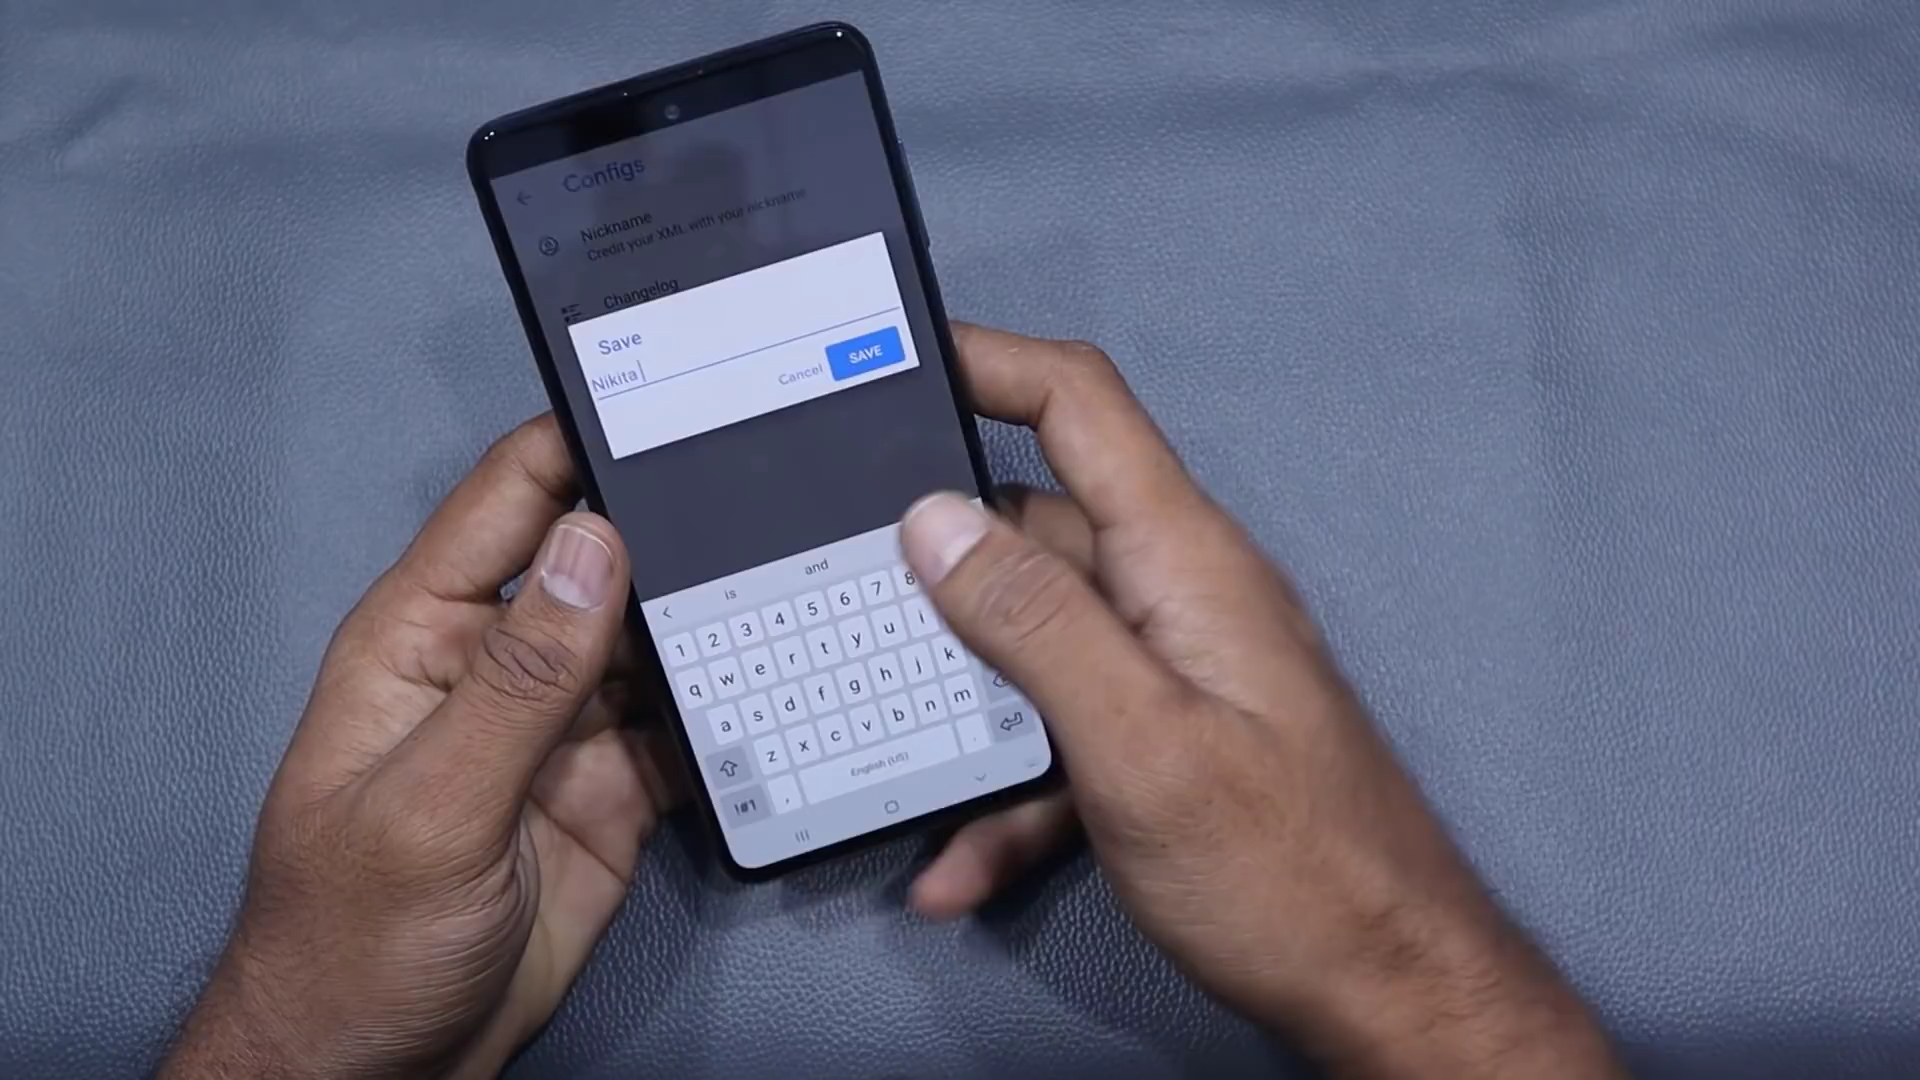 Configs
Nickname
Credit your XML with your nickname
Changelog
Save
Nikita
Cancel
SAVE
is
and
1 2 3 4 5 6 7 8
q w e r t y u i
a s d f g h j k
z x c v b n m
!#1 , English (US) .